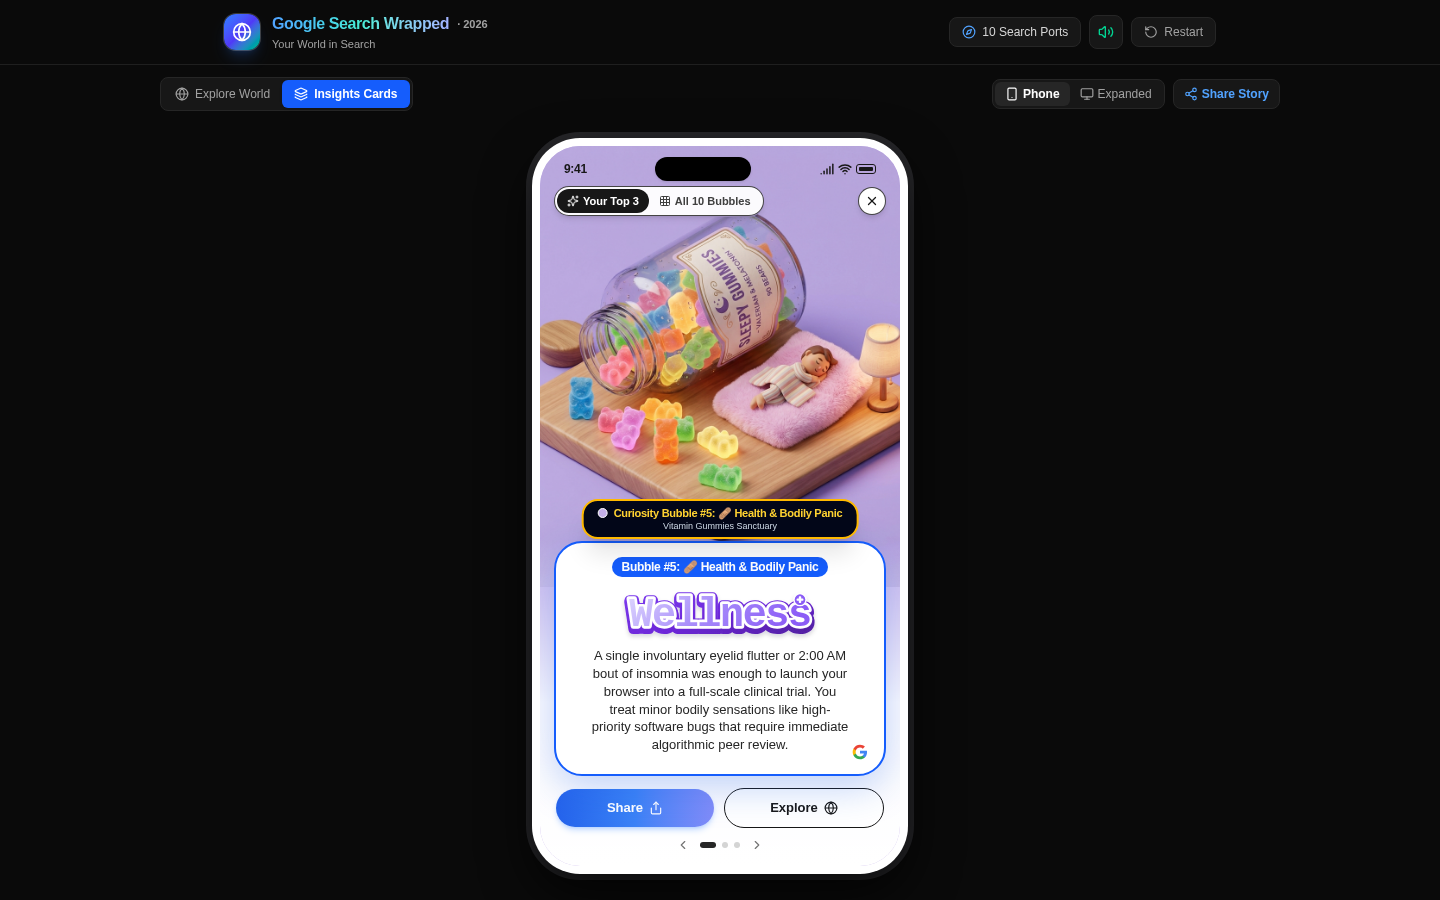 Google Search Wrapped · 2026
Your World in Search
10 Search Ports
Restart
Explore World
Insights Cards
Phone
Expanded
Share Story
9:41
Your Top 3
All 10 Bubbles
SLEEPY GUMMIES
VALERIAN & MELATONIN
90 BEARS
Curiosity Bubble #5: 🩹 Health & Bodily Panic
Vitamin Gummies Sanctuary
Bubble #5: 🩹 Health & Bodily Panic
Wellness
A single involuntary eyelid flutter or 2:00 AM
bout of insomnia was enough to launch your
browser into a full-scale clinical trial. You
treat minor bodily sensations like high-
priority software bugs that require immediate
algorithmic peer review.
Share
Explore